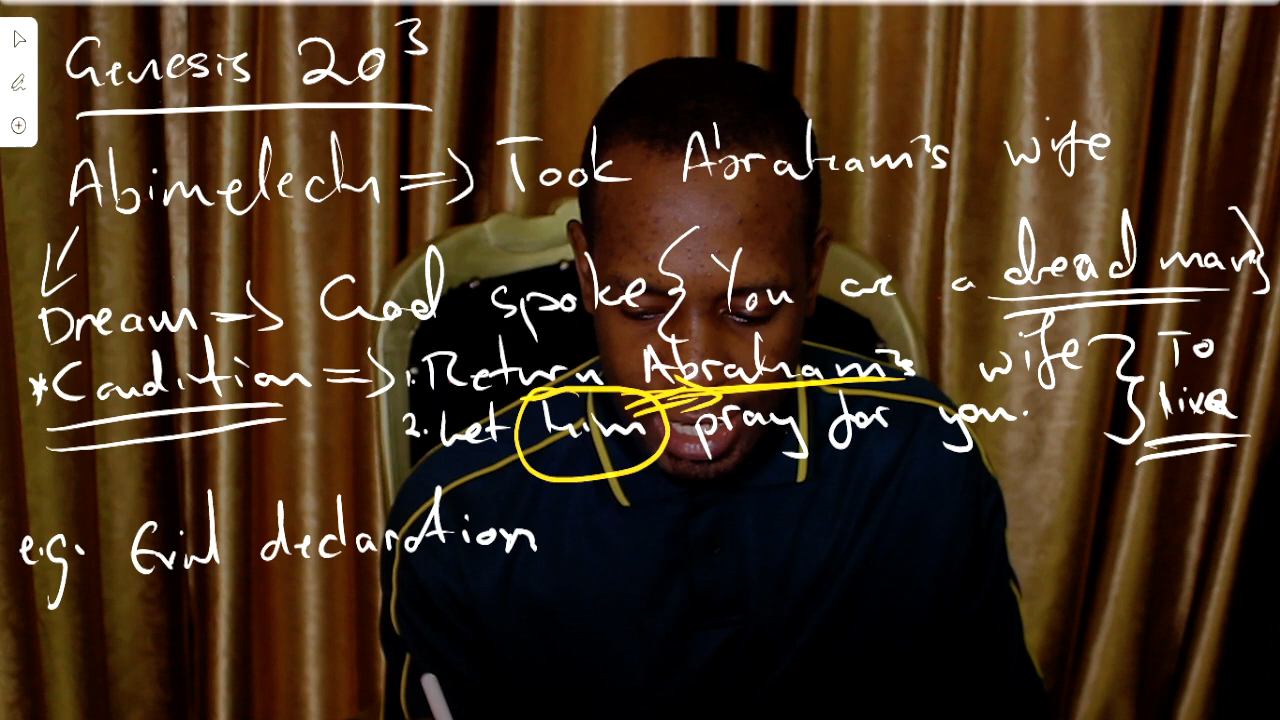 Genesis 20³
Abimelech => Took Abraham's wife
Dream => God spoke { You are a dead man }
*Condition => 1. Return Abraham's wife } To live
2. Let him pray for you.
e.g. Evil declaration